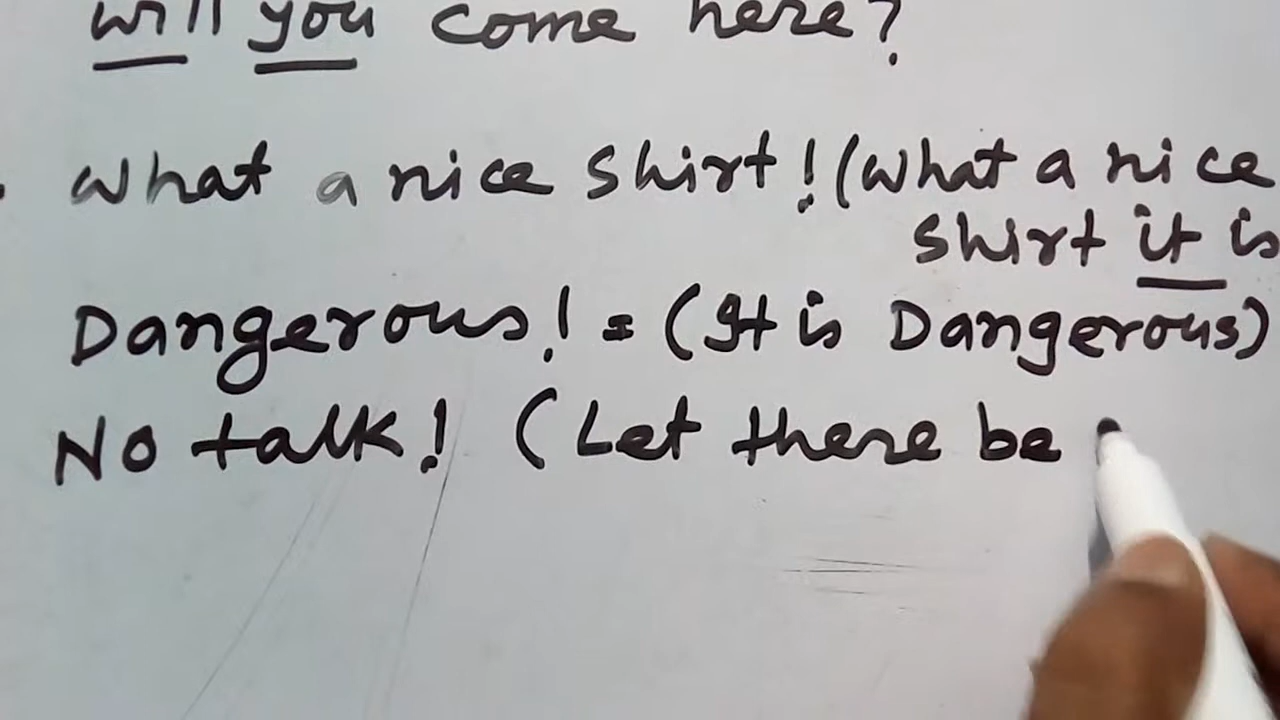 will you come here?
. What a nice shirt! (What a nice
shirt it is
Dangerous! = (It is Dangerous)
No talk! (Let there be